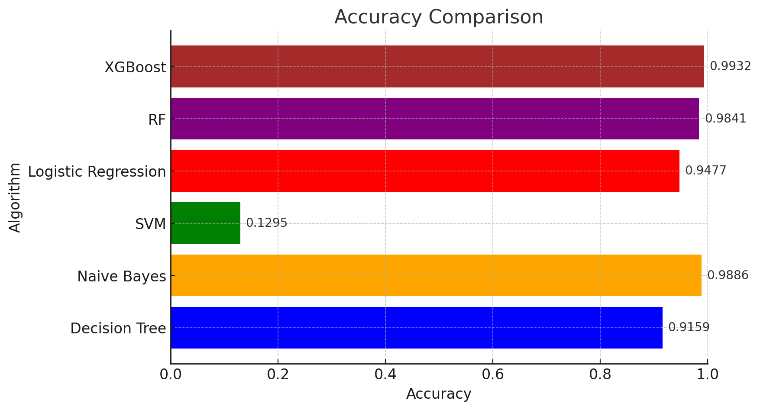 Accuracy Comparison
Algorithm
XGBoost 0.9932
RF 0.9841
Logistic Regression 0.9477
SVM 0.1295
Naive Bayes 0.9886
Decision Tree 0.9159
0.0 0.2 0.4 0.6 0.8 1.0
Accuracy